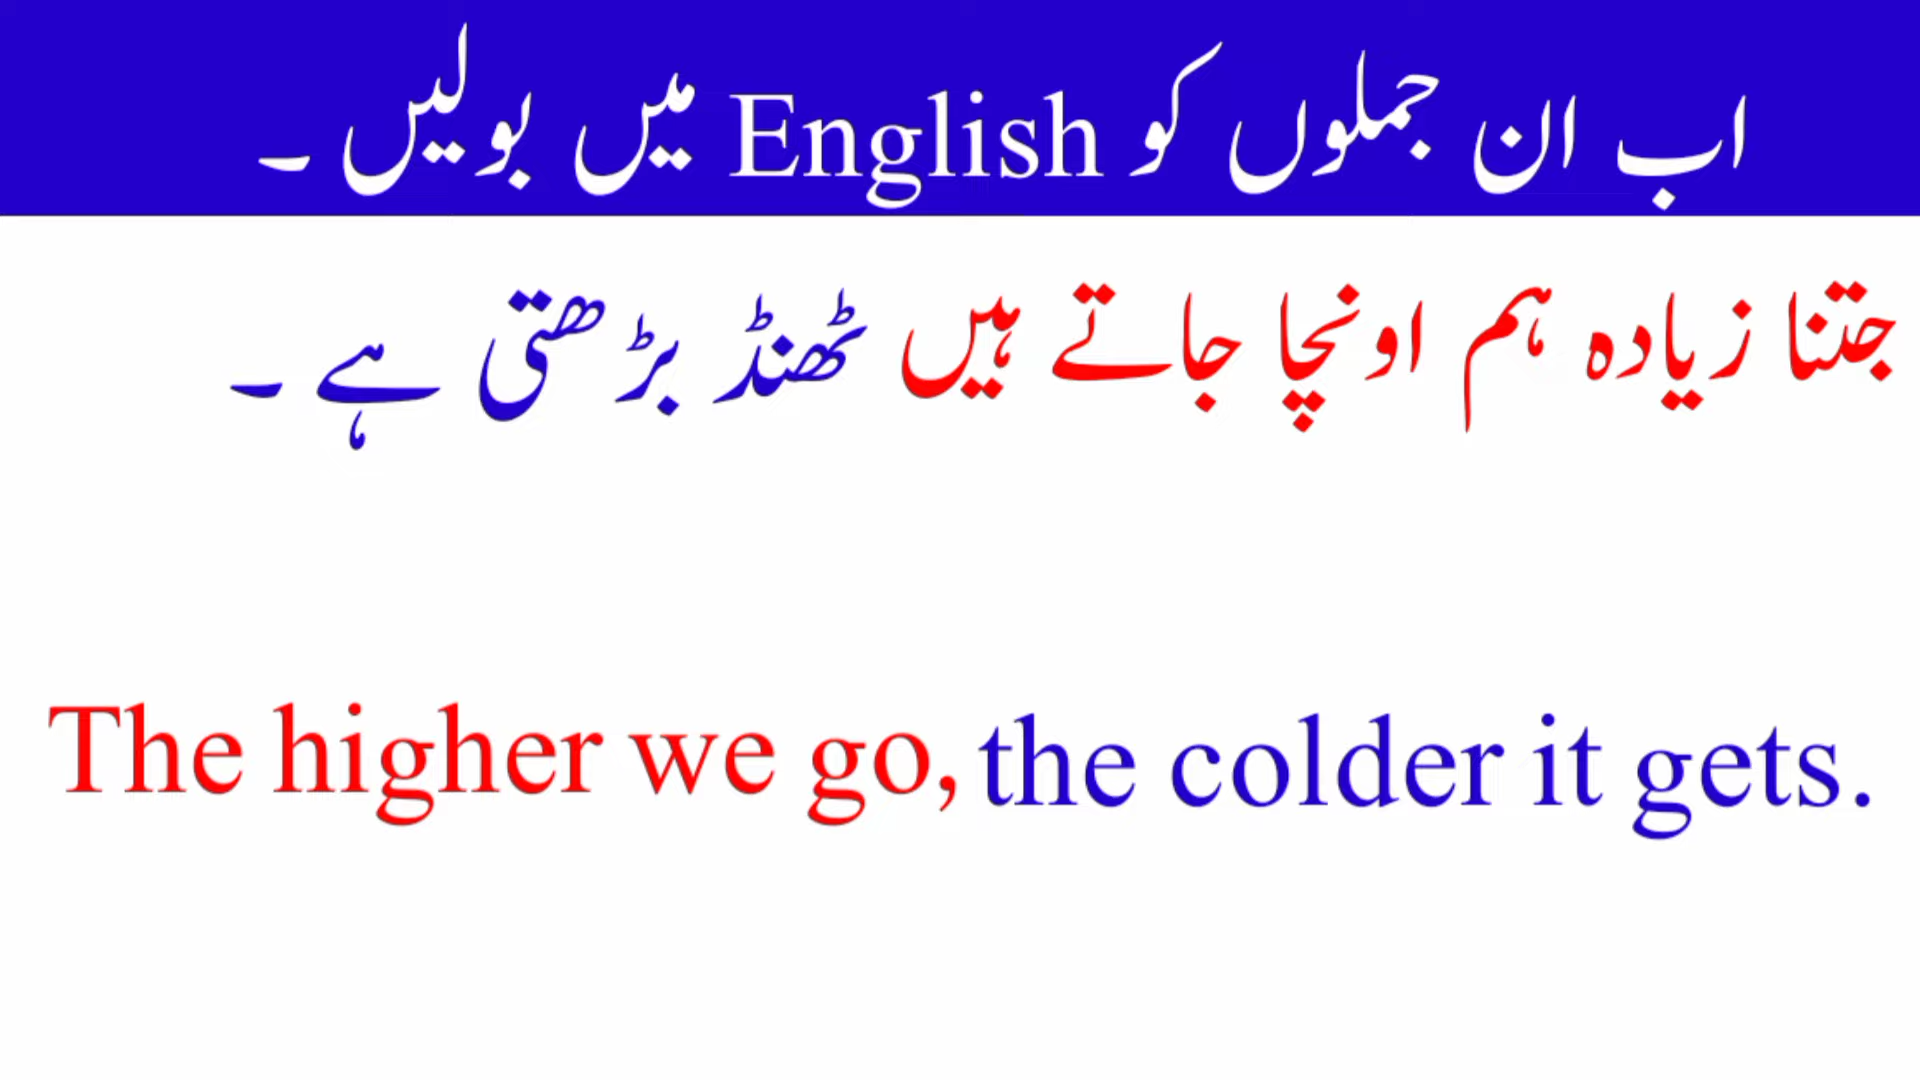 اب ان جملوں کو English میں بولیں ۔
جتنا زیادہ ہم اونچا جاتے ہیں ٹھنڈ بڑھتی ہے ۔
The higher we go, the colder it gets.